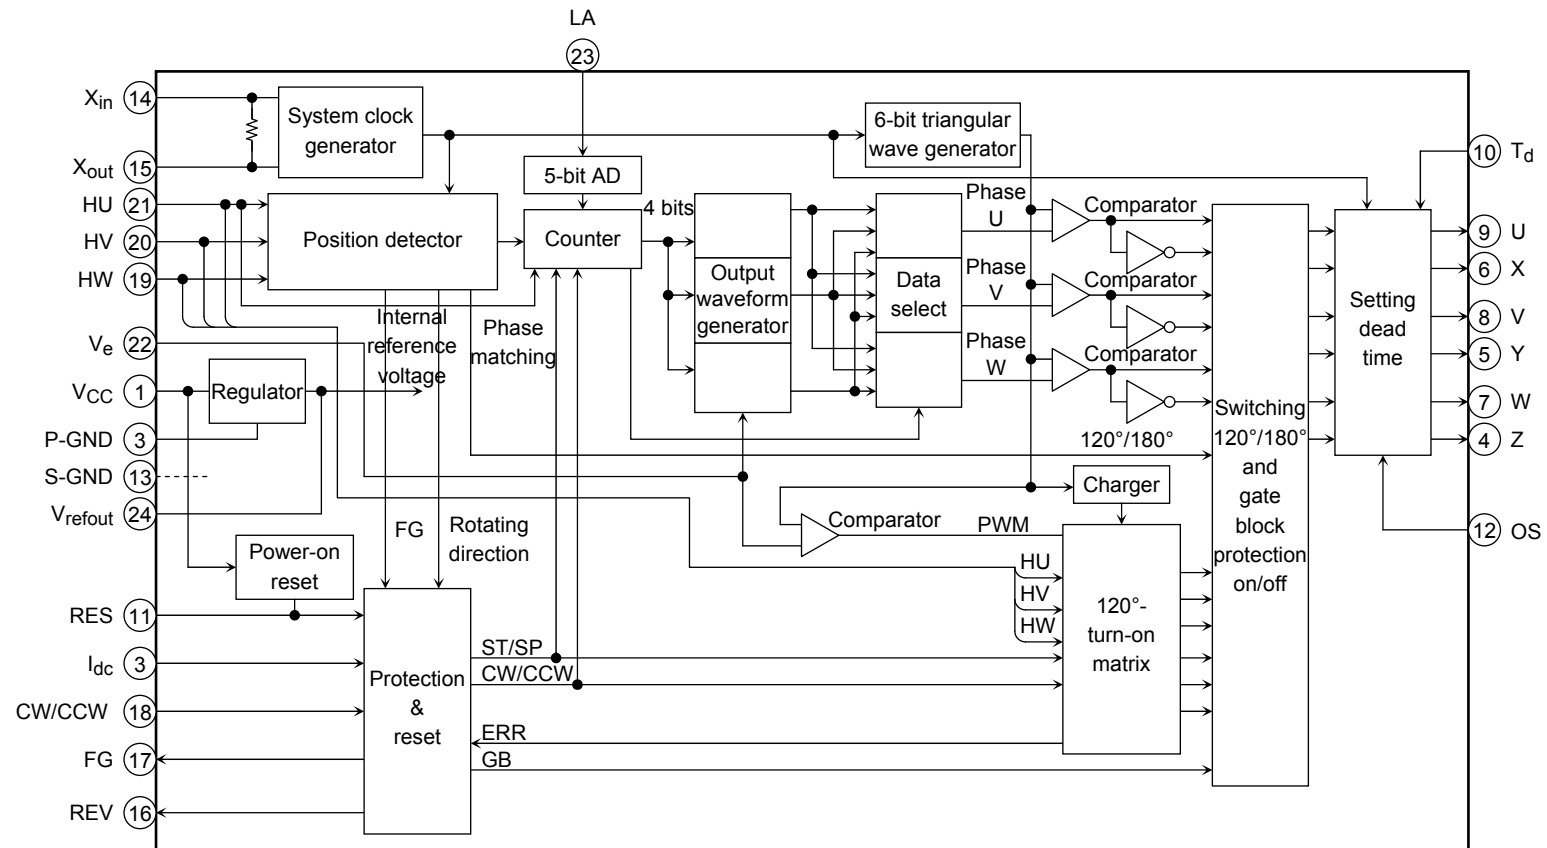 LA
23
Xin 14
System clock
generator
6-bit triangular
wave generator
Xout 15
5-bit AD
10 Td
HU 21
HV 20
HW 19
Position detector
Counter
4 bits
Output
waveform
generator
Data
select
Phase
U
Comparator
Phase
V
Comparator
Phase
W
Comparator
Setting
dead
time
9 U
6 X
8 V
5 Y
7 W
4 Z
Internal
reference
voltage
Phase
matching
Ve 22
VCC 1
Regulator
P-GND 3
S-GND 13
Vrefout 24
120°/180°
Switching
120°/180°
and
gate
block
protection
on/off
Charger
12 OS
FG
Rotating
direction
Comparator
PWM
Power-on
reset
HU
HV
HW
120°-
turn-on
matrix
RES 11
Idc 3
CW/CCW 18
FG 17
REV 16
Protection
&
reset
ST/SP
CW/CCW
ERR
GB